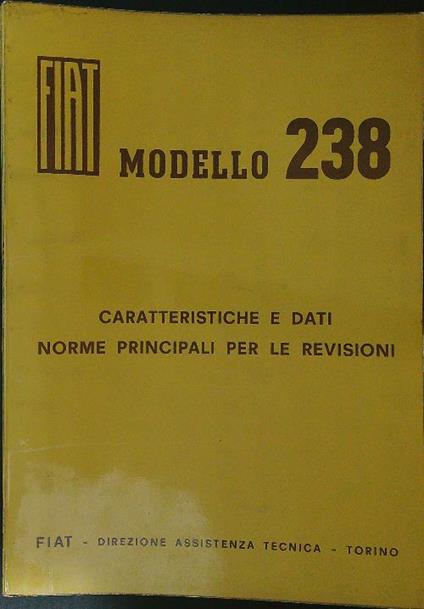 FIAT
MODELLO 238
CARATTERISTICHE E DATI
NORME PRINCIPALI PER LE REVISIONI
FIAT - DIREZIONE ASSISTENZA TECNICA - TORINO